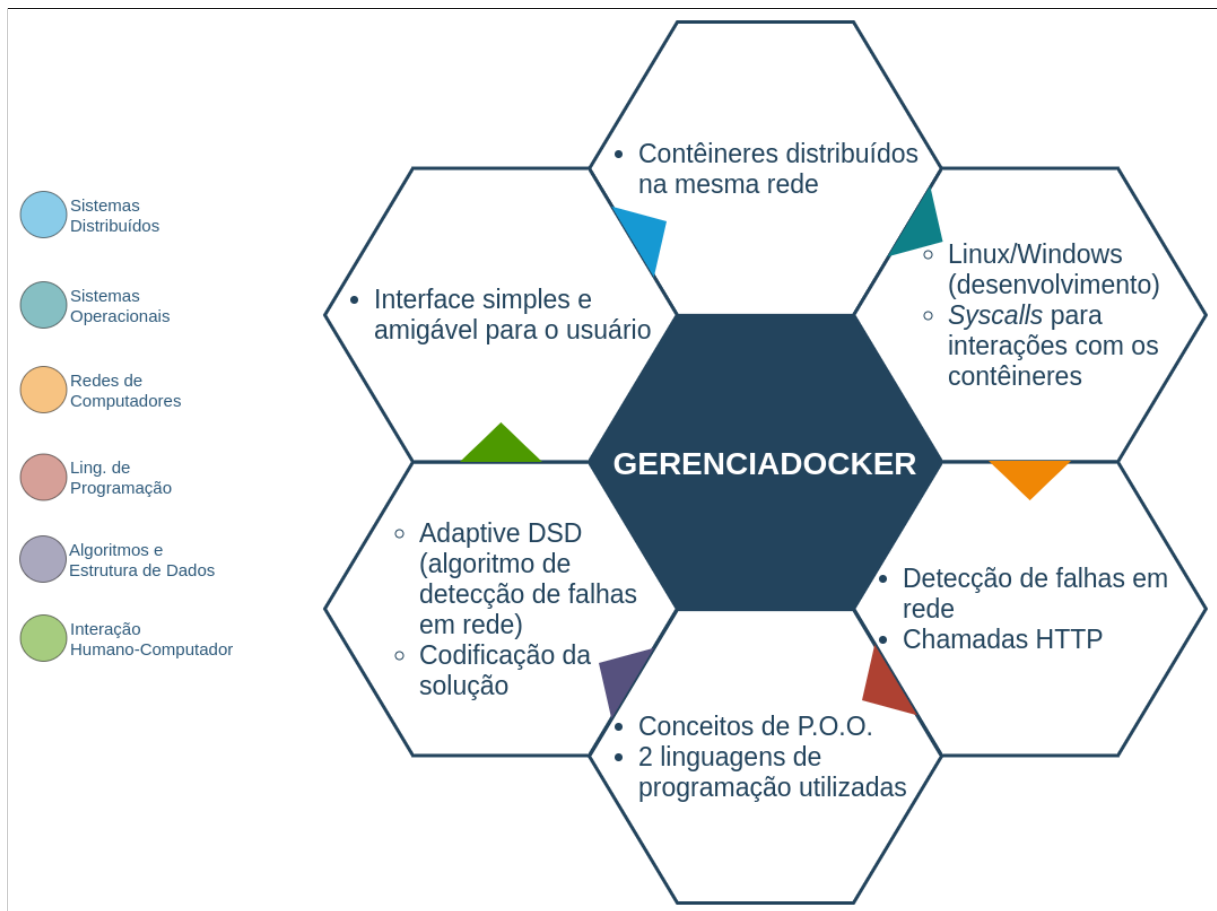 Sistemas
Distribuídos
Sistemas
Operacionais
Redes de
Computadores
Ling. de
Programação
Algoritmos e
Estrutura de Dados
Interação
Humano-Computador
Contêineres distribuídos
na mesma rede
Linux/Windows
(desenvolvimento)
Syscalls para
interações com os
contêineres
Detecção de falhas em
rede
Chamadas HTTP
Conceitos de P.O.O.
2 linguagens de
programação utilizadas
Adaptive DSD
(algoritmo de
detecção de falhas
em rede)
Codificação da
solução
Interface simples e
amigável para o usuário
GERENCIADOCKER